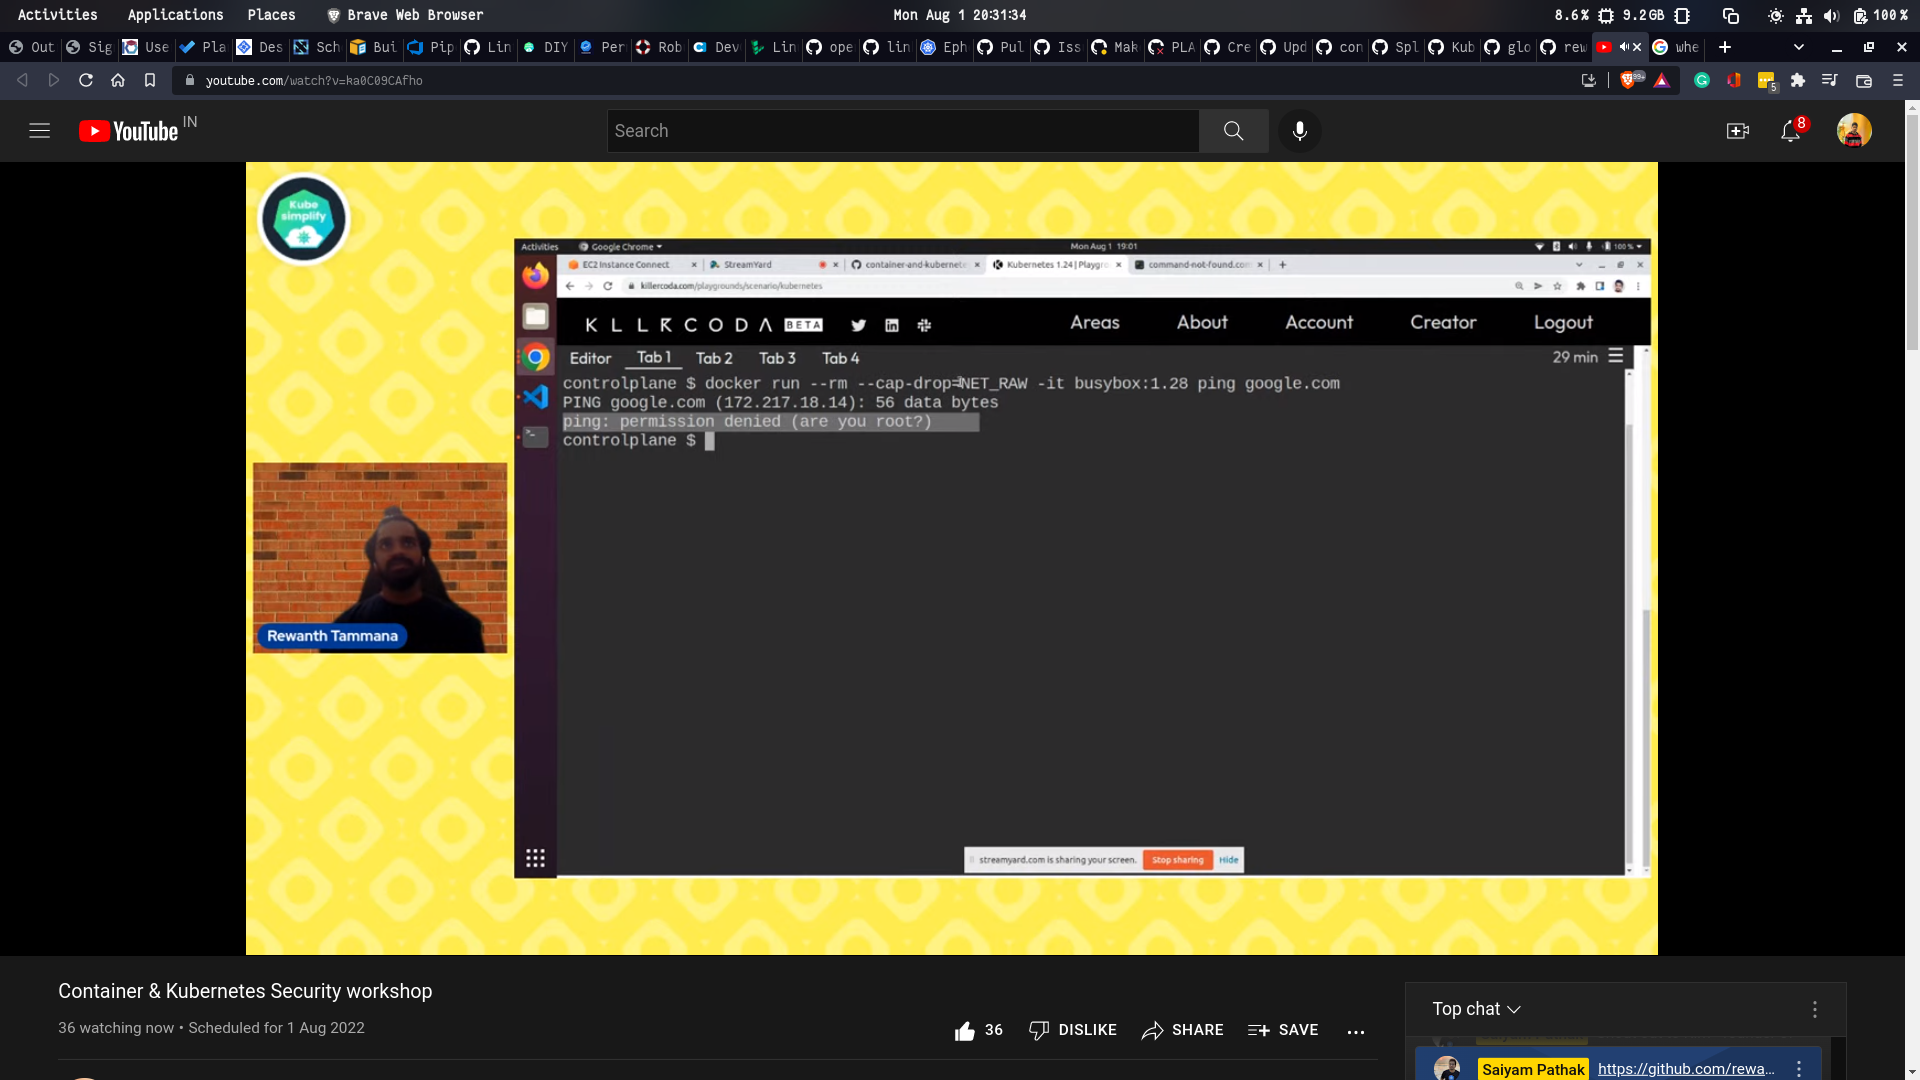 Activities Applications Places Brave Web Browser Mon Aug 1 20:31:34 8.6% 9.2GB 100%
Out Sig Use Pla Des Sch Bui Pip Lin DIY Per Rob Dev Lin ope lin Eph Pul Iss Mak PLA Cre Upd con Spl Kub glo rew whe
youtube.com/watch?v=ka0C09CAfho 99+ 5
YouTube IN Search 8
Kube
simplify
Activities Google Chrome Mon Aug 1 19:01 100%
EC2 Instance Connect StreamYard container-and-kubernete Kubernetes 1.24 | Playgro command-not-found.com
killercoda.com/playgrounds/scenario/kubernetes
KLLRCODA BETA Areas About Account Creator Logout
Editor Tab 1 Tab 2 Tab 3 Tab 4 29 min
controlplane $ docker run --rm --cap-drop=NET_RAW -it busybox:1.28 ping google.com
PING google.com (172.217.18.14): 56 data bytes
ping: permission denied (are you root?)
controlplane $
Rewanth Tammana
streamyard.com is sharing your screen. Stop sharing Hide
Container & Kubernetes Security workshop
36 watching now • Scheduled for 1 Aug 2022
36 DISLIKE SHARE SAVE
Top chat
Saiyam Pathak https://github.com/rewa...